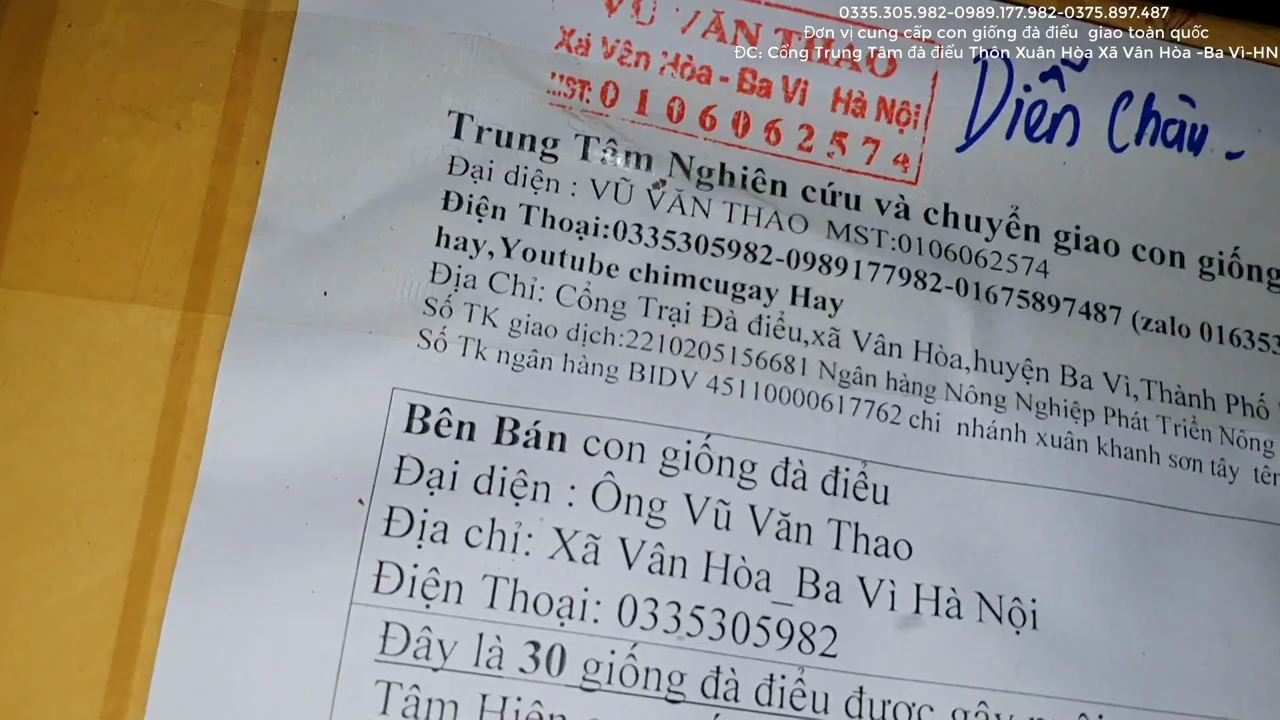 0335.305.982-0989.177.982-0375.897.487
Đơn vị cung cấp con giống đà điểu giao toàn quốc
ĐC: Cổng Trung Tâm đà điểu Thôn Xuân Hòa Xã Vân Hòa -Ba Vì-HN
VŨ VĂN THAO
Xã Vân Hòa - Ba Vì Hà Nội
MST: 0106062574
Diễn Châu
Trung Tâm Nghiên cứu và chuyển giao con giống
Đại diện : VŨ VĂN THAO MST:0106062574
Điện Thoại:0335305982-0989177982-01675897487 (zalo 016353
hay,Youtube chimcugay Hay
Địa Chỉ: Cổng Trại Đà điểu,xã Vân Hòa,huyện Ba Vì,Thành Phố
Số TK giao dịch:2210205156681 Ngân hàng Nông Nghiệp Phát Triển Nông
Số Tk ngân hàng BIDV 45110000617762 chi nhánh xuân khanh sơn tây tên
Bên Bán con giống đà điểu
Đại diện : Ông Vũ Văn Thao
Địa chỉ: Xã Vân Hòa_Ba Vì Hà Nội
Điện Thoại: 0335305982
Đây là 30 giống đà điểu được gây nuôi
Tâm Hiện